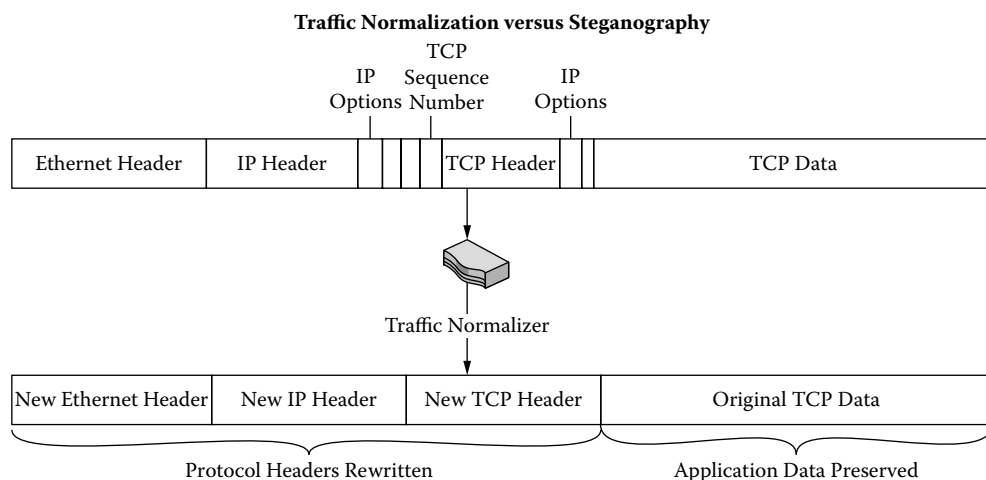 Traffic Normalization versus Steganography
IP
Options
TCP
Sequence
Number
IP
Options
Ethernet Header
IP Header
TCP Header
TCP Data
Traffic Normalizer
New Ethernet Header
New IP Header
New TCP Header
Original TCP Data
Protocol Headers Rewritten
Application Data Preserved